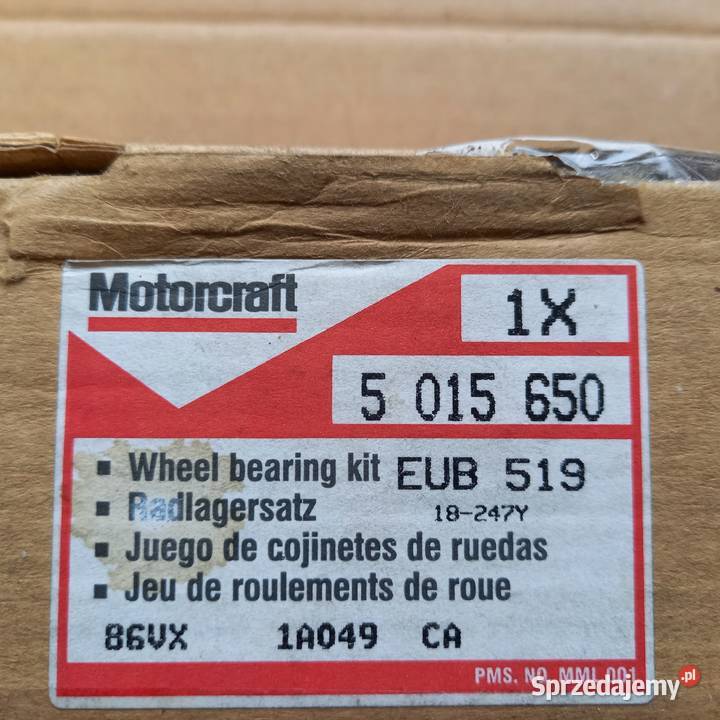 Motorcraft
1X
5 015 650
▪ Wheel bearing kit EUB 519
▪ Radlagersatz 18-247Y
▪ Juego de cojinetes de ruedas
▪ Jeu de roulements de roue
86VX 1A049 CA
PMS. NO. MML 001
Sprzedajemy.pl